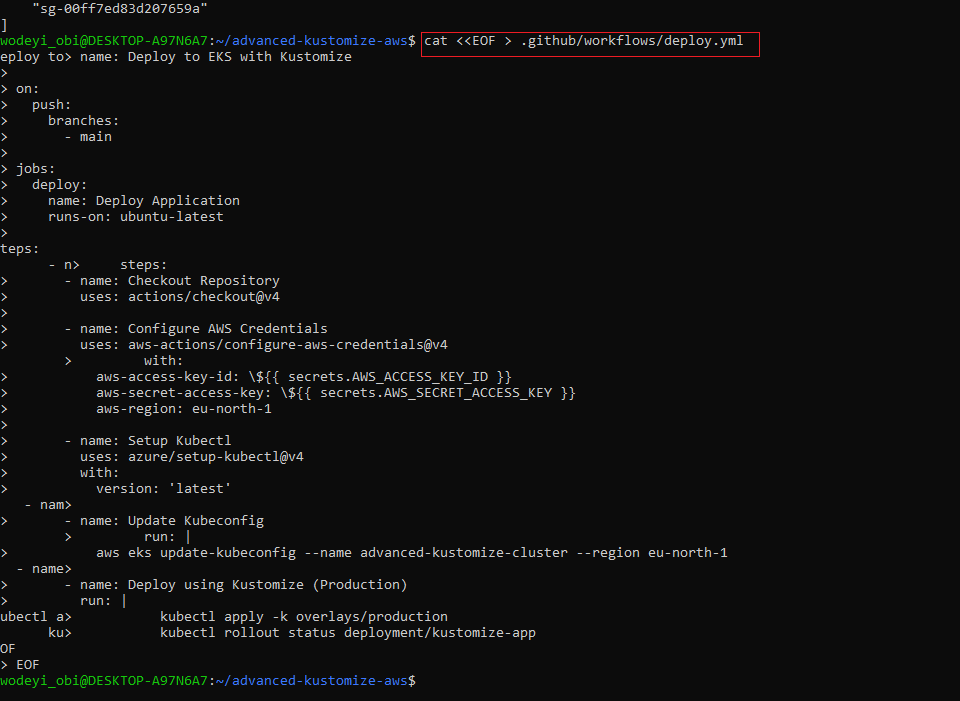 "sg-00ff7ed83d207659a"
]
wodeyi_obi@DESKTOP-A97N6A7:~/advanced-kustomize-aws$ cat <<EOF > .github/workflows/deploy.yml
eploy to> name: Deploy to EKS with Kustomize
>
> on:
>   push:
>     branches:
>       - main
>
> jobs:
>   deploy:
>     name: Deploy Application
>     runs-on: ubuntu-latest
>
teps:
      - n>     steps:
>       - name: Checkout Repository
>         uses: actions/checkout@v4
>
>       - name: Configure AWS Credentials
>         uses: aws-actions/configure-aws-credentials@v4
        >         with:
>           aws-access-key-id: \${{ secrets.AWS_ACCESS_KEY_ID }}
>           aws-secret-access-key: \${{ secrets.AWS_SECRET_ACCESS_KEY }}
>           aws-region: eu-north-1
>
>       - name: Setup Kubectl
>         uses: azure/setup-kubectl@v4
>         with:
>           version: 'latest'
   - nam>
>       - name: Update Kubeconfig
        >         run: |
>           aws eks update-kubeconfig --name advanced-kustomize-cluster --region eu-north-1
  - name>
>       - name: Deploy using Kustomize (Production)
>         run: |
ubectl a>           kubectl apply -k overlays/production
      ku>           kubectl rollout status deployment/kustomize-app
OF
> EOF
wodeyi_obi@DESKTOP-A97N6A7:~/advanced-kustomize-aws$